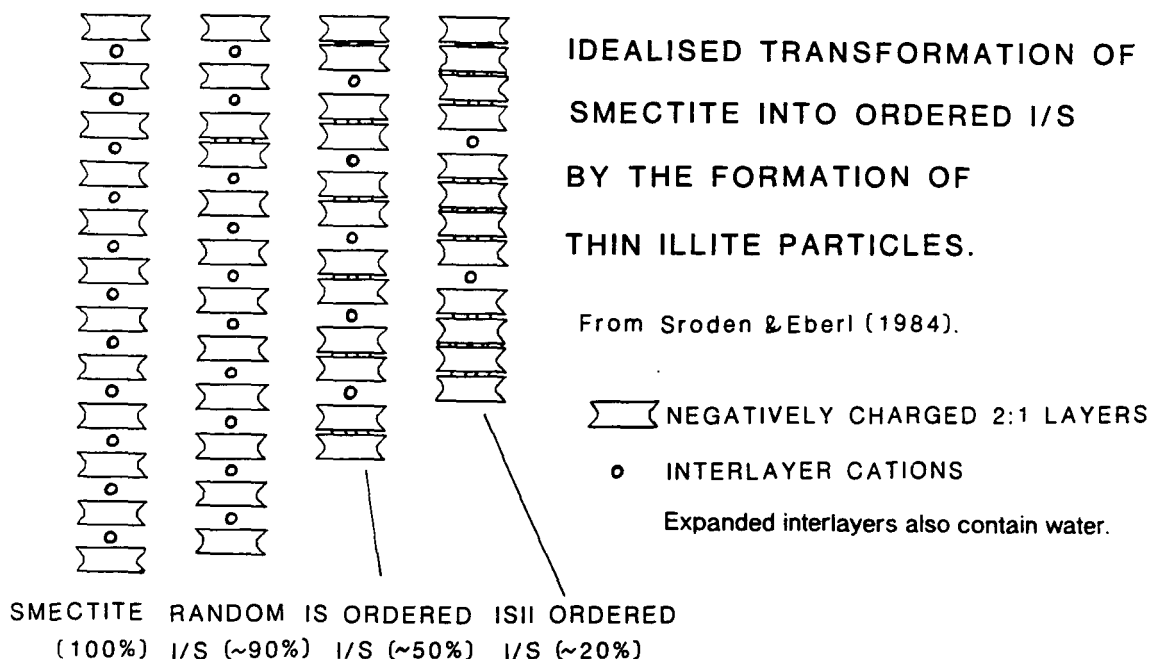 IDEALISED TRANSFORMATION OF
SMECTITE INTO ORDERED I/S
BY THE FORMATION OF
THIN ILLITE PARTICLES.
From Sroden & Eberl (1984).
NEGATIVELY CHARGED 2:1 LAYERS
INTERLAYER CATIONS
Expanded interlayers also contain water.
SMECTITE RANDOM IS ORDERED ISII ORDERED
(100%) I/S (~90%) I/S (~50%) I/S (~20%)